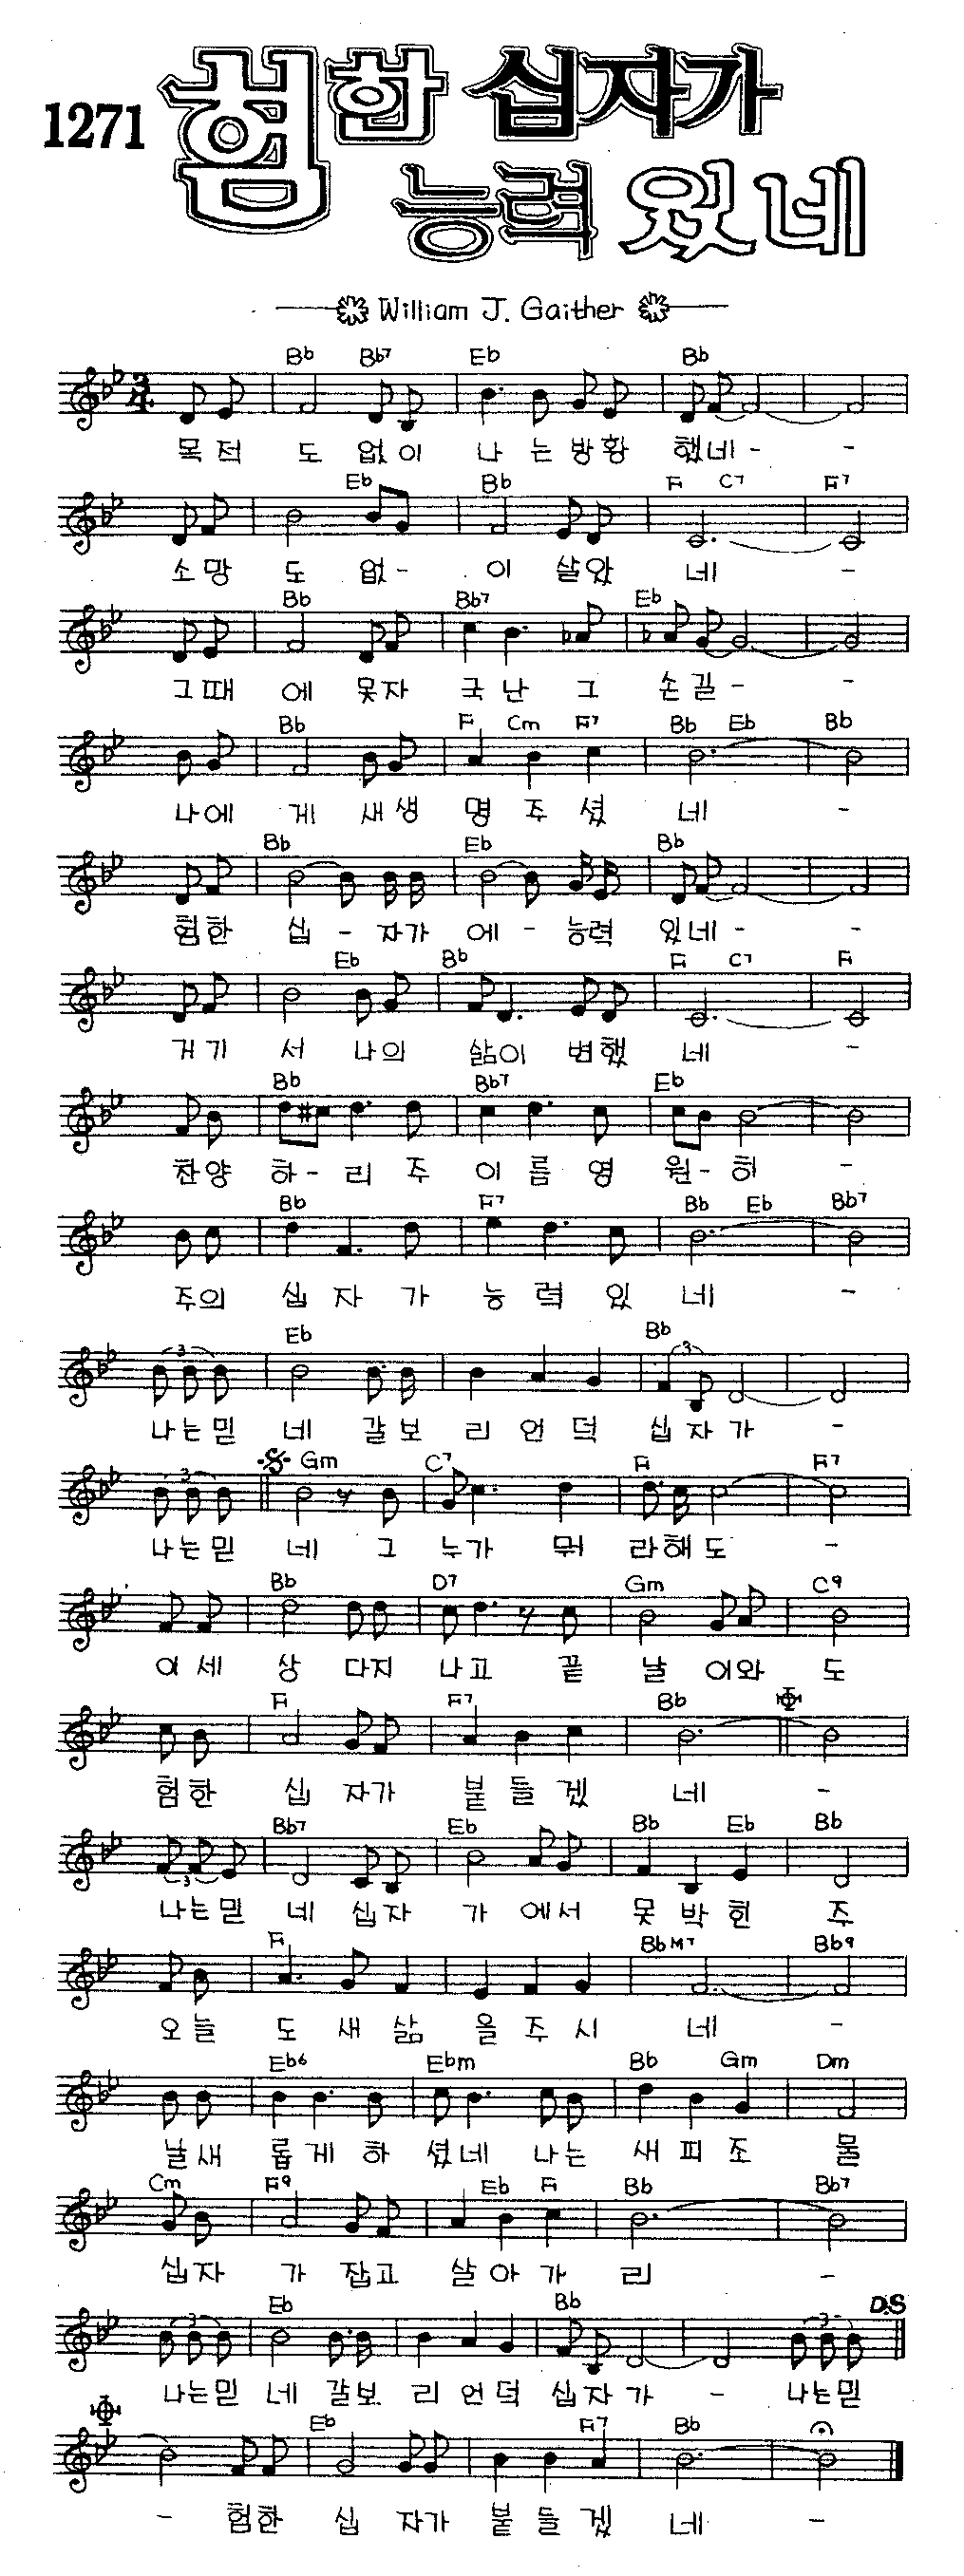 1271
험한 십자가
능력 있네
William J. Gaither
Bb Bb7 Eb Bb
목적 도 없이 나 는 방황 했네- -
Eb Bb F C7 F7
소망 도 없- 이 살았 네 -
Bb Bb7 Eb
그때 에 못자 국 난 그 손길- -
Bb F Cm F7 Bb Eb Bb
나에 게 새생 명 주 셨 네 -
Bb Eb Bb
험한 십 - 자가 에- 능력 있네- -
Eb Bb F C7 F
거기 서 나의 삶이 변했 네 -
Bb Bb7 Eb
찬양 하- 리 주 이 름 영 원-히 -
Bb F7 Bb Eb Bb7
주의 십 자 가 능 력 있 네 -
3 Eb Bb 3
나는믿 네 갈보 리 언 덕 십 자 가 -
3 Gm C7 F F7
나는믿 네 그 누가 뭐 라해도 -
Bb D7 Gm C9
이 세 상 다지 나고 끝 날 이와 도
F F7 Bb
험한 십 자가 붙 들 겠 네 -
3 Bb7 Eb Bb Eb Bb
나는믿 네 십자 가 에서 못 박 힌 주
F BbM7 Bb9
오늘 도 새 삶 을 주 시 네 -
Eb6 Ebm Bb Gm Dm
날새 롭게 하 셨네 나는 새 피 조 물
Cm F9 Eb F Bb Bb7
십자 가 잡고 살 아 가 리 -
3 Eb Bb 3 D.S
나는믿 네 갈보 리 언 덕 십자 가 - 나는믿
Eb F7 Bb
- 험한 십 자가 붙 들 겠 네 -